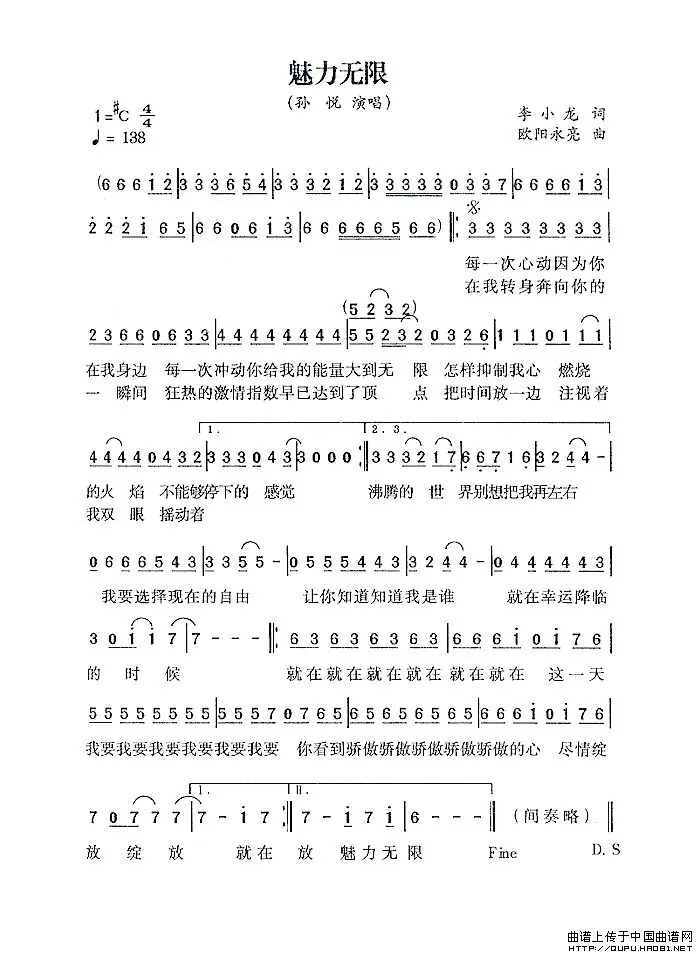 魅力无限
(孙 悦 演唱)
1=#C 4/4
李小龙 词
♩= 138
欧阳永亮 曲
(6 6 6 1 2 | 3 3 3 6 5 4 | 3 3 3 2 1 2 | 3 3 3 3 3 0 3 3 7 | 6 6 6 6 1 3 |
2 2 2 1 6 5 | 6 6 0 6 1 3 | 6 6 6 6 6 5 6 6) ‖: 3 3 3 3 3 3 3 3 |
每一次心动因为你
在我转身奔向你的
(5 2 3 2)
2 3 6 6 0 6 3 3 | 4 4 4 4 4 4 4 4 | 5 5 2 3 2 0 3 2 6 | 1 1 1 0 1 1 1 |
在我身边 每一次冲动你给我的能量大到无 限 怎样抑制我心 燃烧
一 瞬间 狂热的激情指数早已达到了顶 点 把时间放一边 注视着
1. 2. 3.
4 4 4 4 0 4 3 2 | 3 3 3 0 3 4 3 | 3 0 0 0 :‖ 3 3 3 2 1 7 | 6 6 7 1 6 | 3 2 4 4 - |
的火 焰 不能够停下的 感觉 沸腾的 世 界别想把我再左右
我双 眼 摇动着
0 6 6 6 5 4 3 | 3 3 5 5 - | 0 5 5 5 4 4 3 | 3 2 4 4 - | 0 5 5 5 5 4 3 |
我要选择现在的自由 让你知道知道我是谁 就在幸运降临
3 0 1 1 7 | 7 - - :‖: 6 3 6 3 6 3 6 3 | 6 6 6 1 0 1 7 6 |
的 时 候 就在就在就在就在就在就在 这一天
5 5 5 5 5 5 5 5 | 5 5 5 7 0 7 6 5 | 6 5 6 5 6 5 6 5 | 6 6 6 1 0 1 7 6 |
我要我要我要我要我要我要 你看到骄傲骄傲骄傲骄傲骄傲的心 尽情绽
I. II.
7 0 7 7 7 7 | 7 - 1 7 :‖ 7 - 1 7 1 | 6 - - - ‖ (间奏略) ‖
放 绽 放 就在 放 魅力无限 Fine D. S
曲谱上传于中国曲谱网
http://QUPU.HAO81.NET